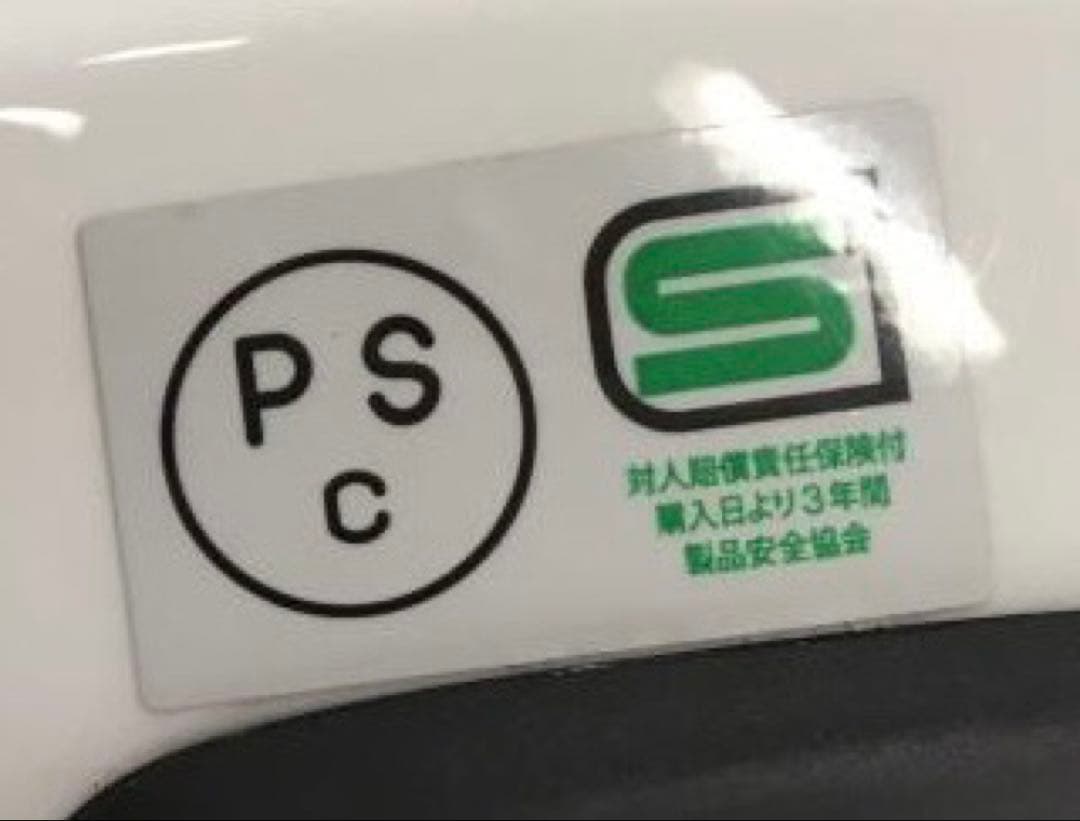 PS
C
S
対人賠償責任保険付
購入日より3年間
製品安全協会